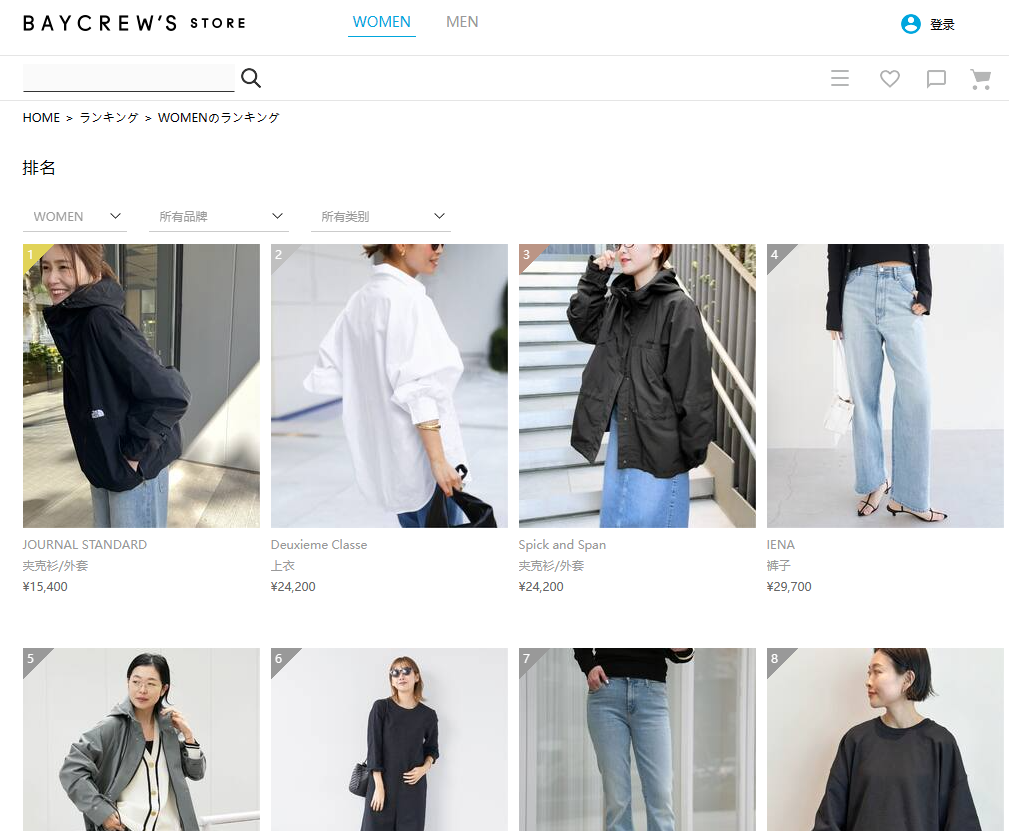 BAYCREW'S STORE
WOMEN MEN
登录
HOME > ランキング > WOMENのランキング
排名
WOMEN 所有品牌 所有类别
1 2 3 4
JOURNAL STANDARD Deuxieme Classe Spick and Span IENA
夹克衫/外套 上衣 夹克衫/外套 裤子
¥15,400 ¥24,200 ¥24,200 ¥29,700
5 6 7 8